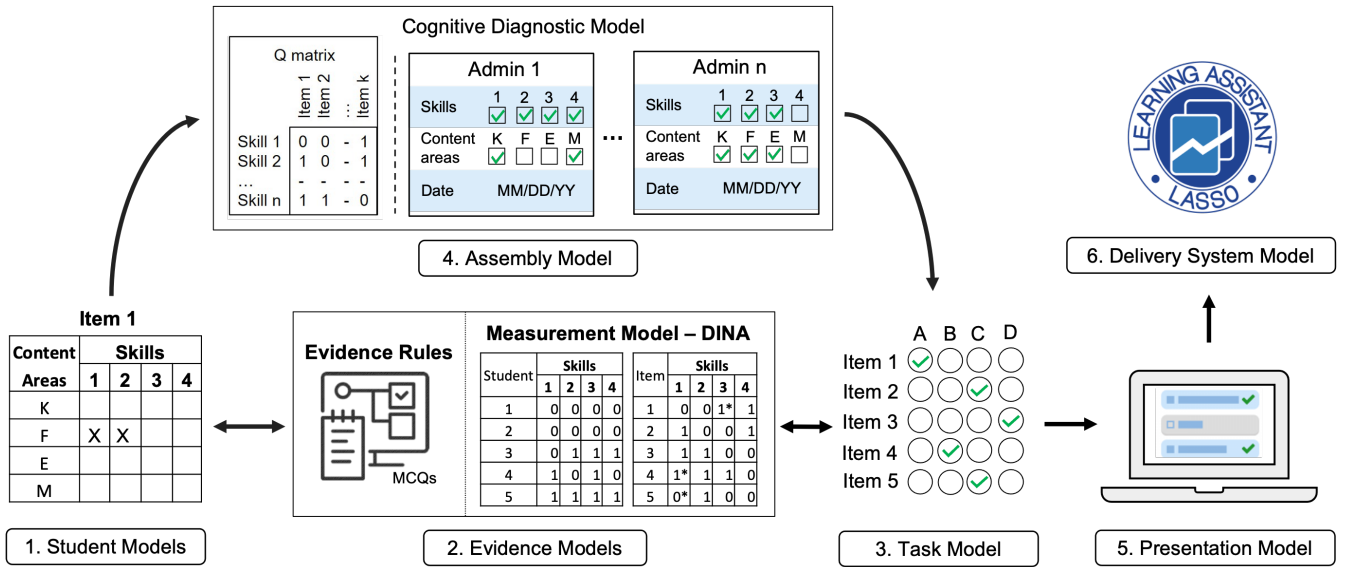 Cognitive Diagnostic Model
Q matrix
Item 1 Item 2 ... Item k
Skill 1 0 0 - 1
Skill 2 1 0 - 1
... - - - -
Skill n 1 1 - 0
Admin 1
Skills 1 2 3 4
Content areas K F E M
Date MM/DD/YY
...
Admin n
Skills 1 2 3 4
Content areas K F E M
Date MM/DD/YY
4. Assembly Model
LEARNING ASSISTANT
LASSO
6. Delivery System Model
Item 1
Content Areas Skills
1 2 3 4
K
F X X
E
M
1. Student Models
Evidence Rules
MCQs
Measurement Model – DINA
Student Skills
1 2 3 4
1 0 0 0 0
2 0 0 0 0
3 0 1 1 1
4 1 0 1 0
5 1 1 1 1
Item Skills
1 2 3 4
1 0 0 1* 1
2 1 0 0 1
3 1 1 0 0
4 1* 1 1 0
5 0* 1 0 0
2. Evidence Models
A B C D
Item 1
Item 2
Item 3
Item 4
Item 5
3. Task Model
5. Presentation Model